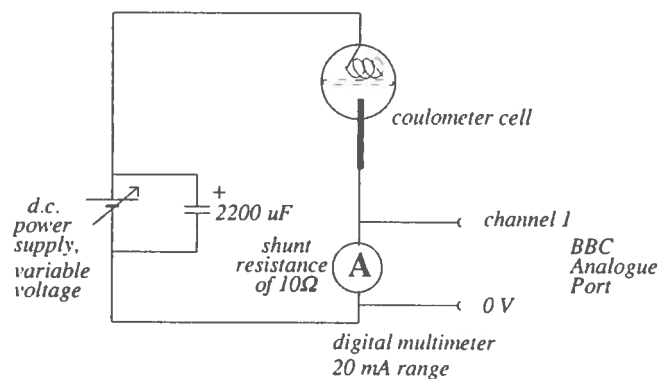 coulometer cell
d.c.
power
supply,
variable
voltage
+
2200 uF
shunt
resistance
of 10Ω
A
channel 1
BBC
Analogue
Port
0 V
digital multimeter
20 mA range